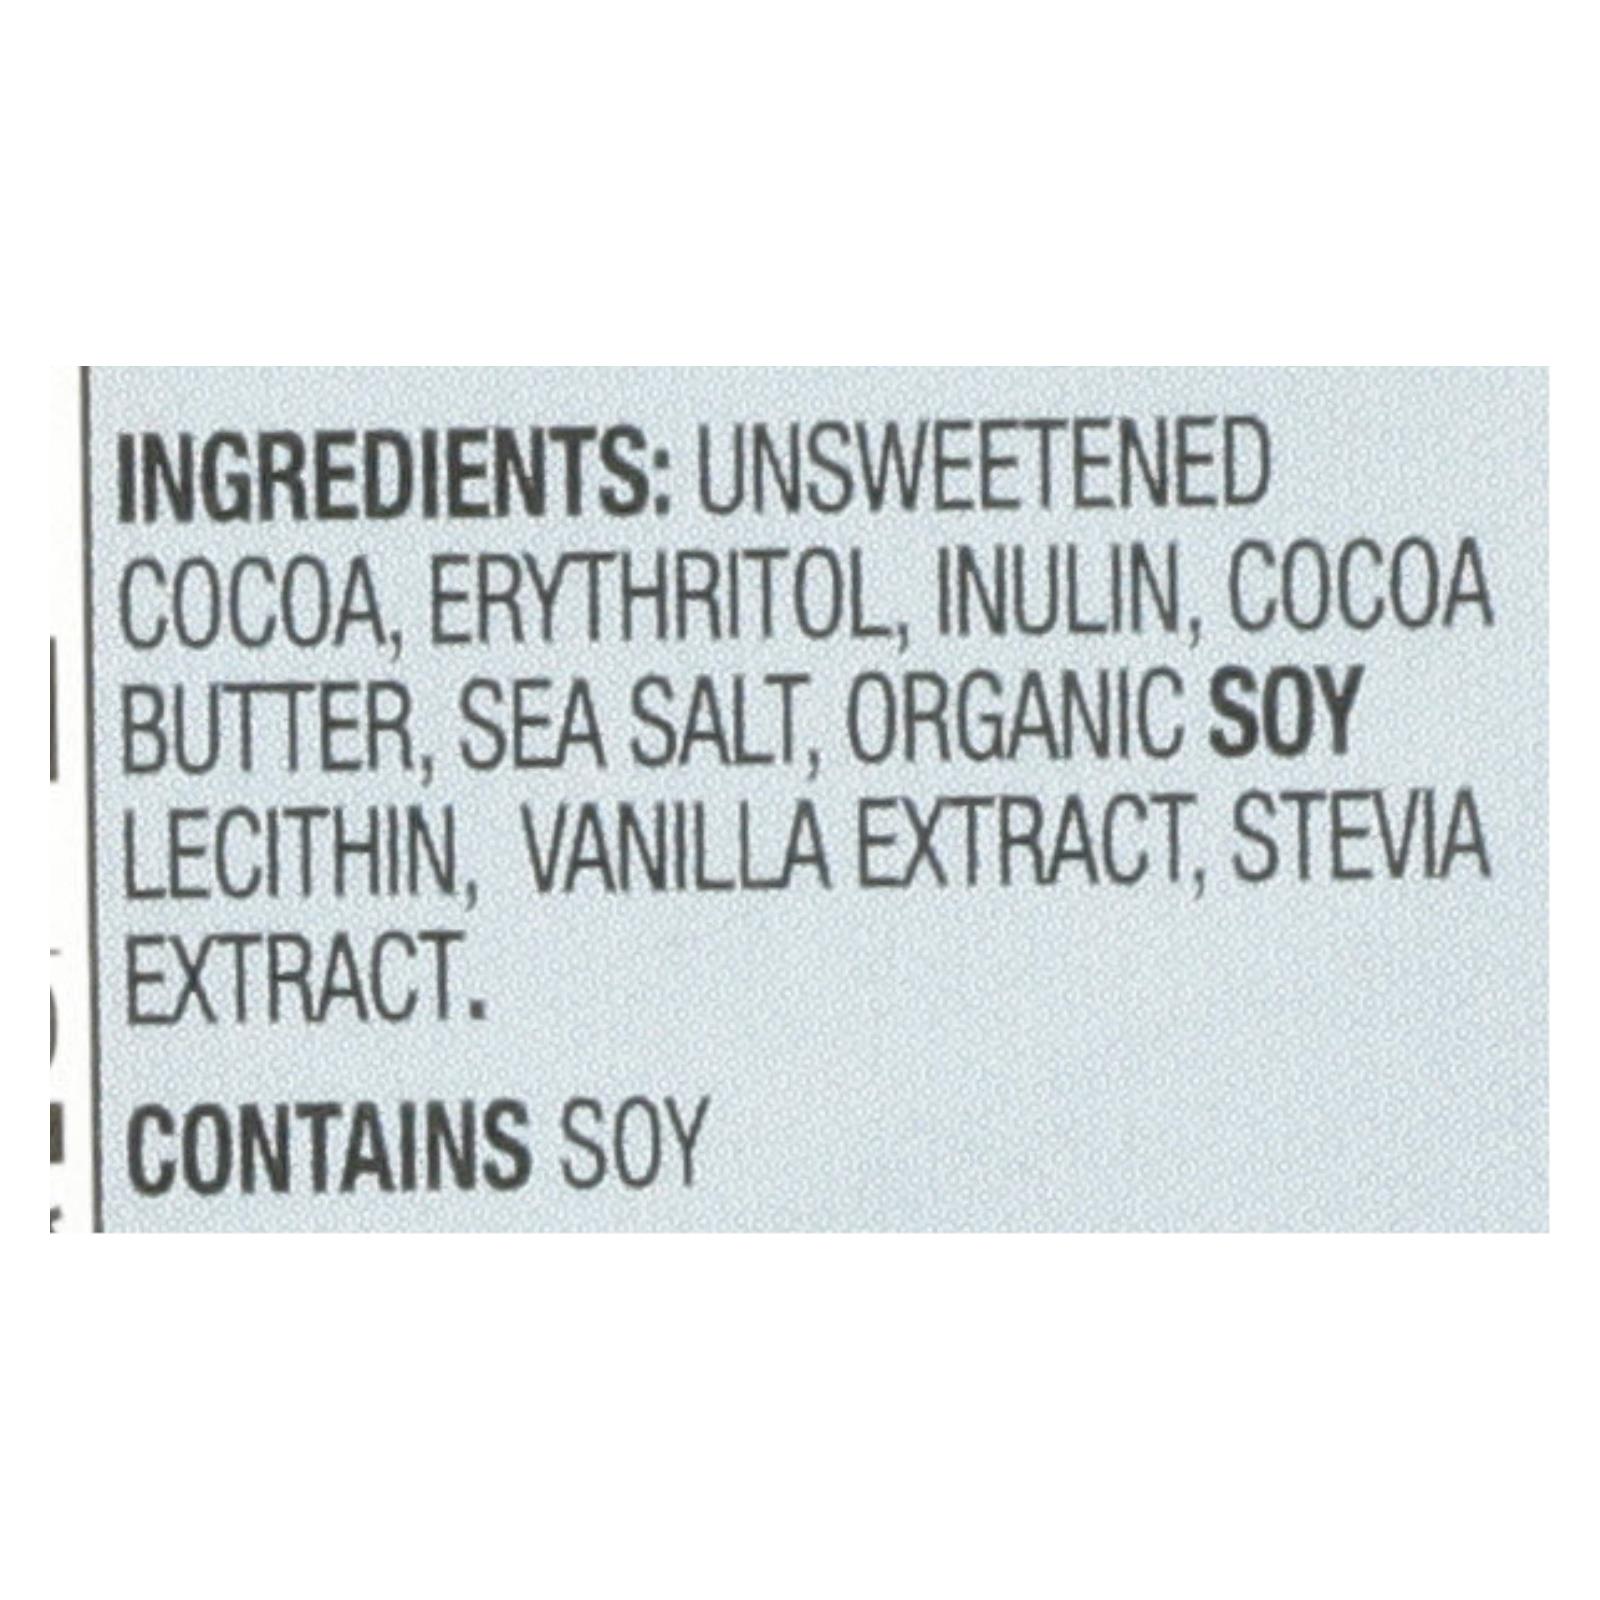 INGREDIENTS: UNSWEETENED
COCOA, ERYTHRITOL, INULIN, COCOA
BUTTER, SEA SALT, ORGANIC SOY
LECITHIN, VANILLA EXTRACT, STEVIA
EXTRACT.
CONTAINS SOY